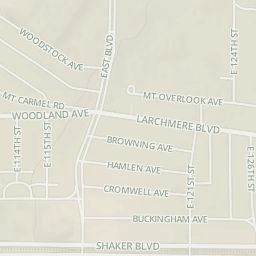 WOODSTOCK AVE
EAST BLVD
E 124TH ST
MT CARMEL RD
MT OVERLOOK AVE
WOODLAND AVE
LARCHMERE BLVD
E 114TH ST
E 115TH ST
BROWNING AVE
HAMLEN AVE
CROMWELL AVE
E 121ST ST
E 126TH ST
BUCKINGHAM AVE
SHAKER BLVD